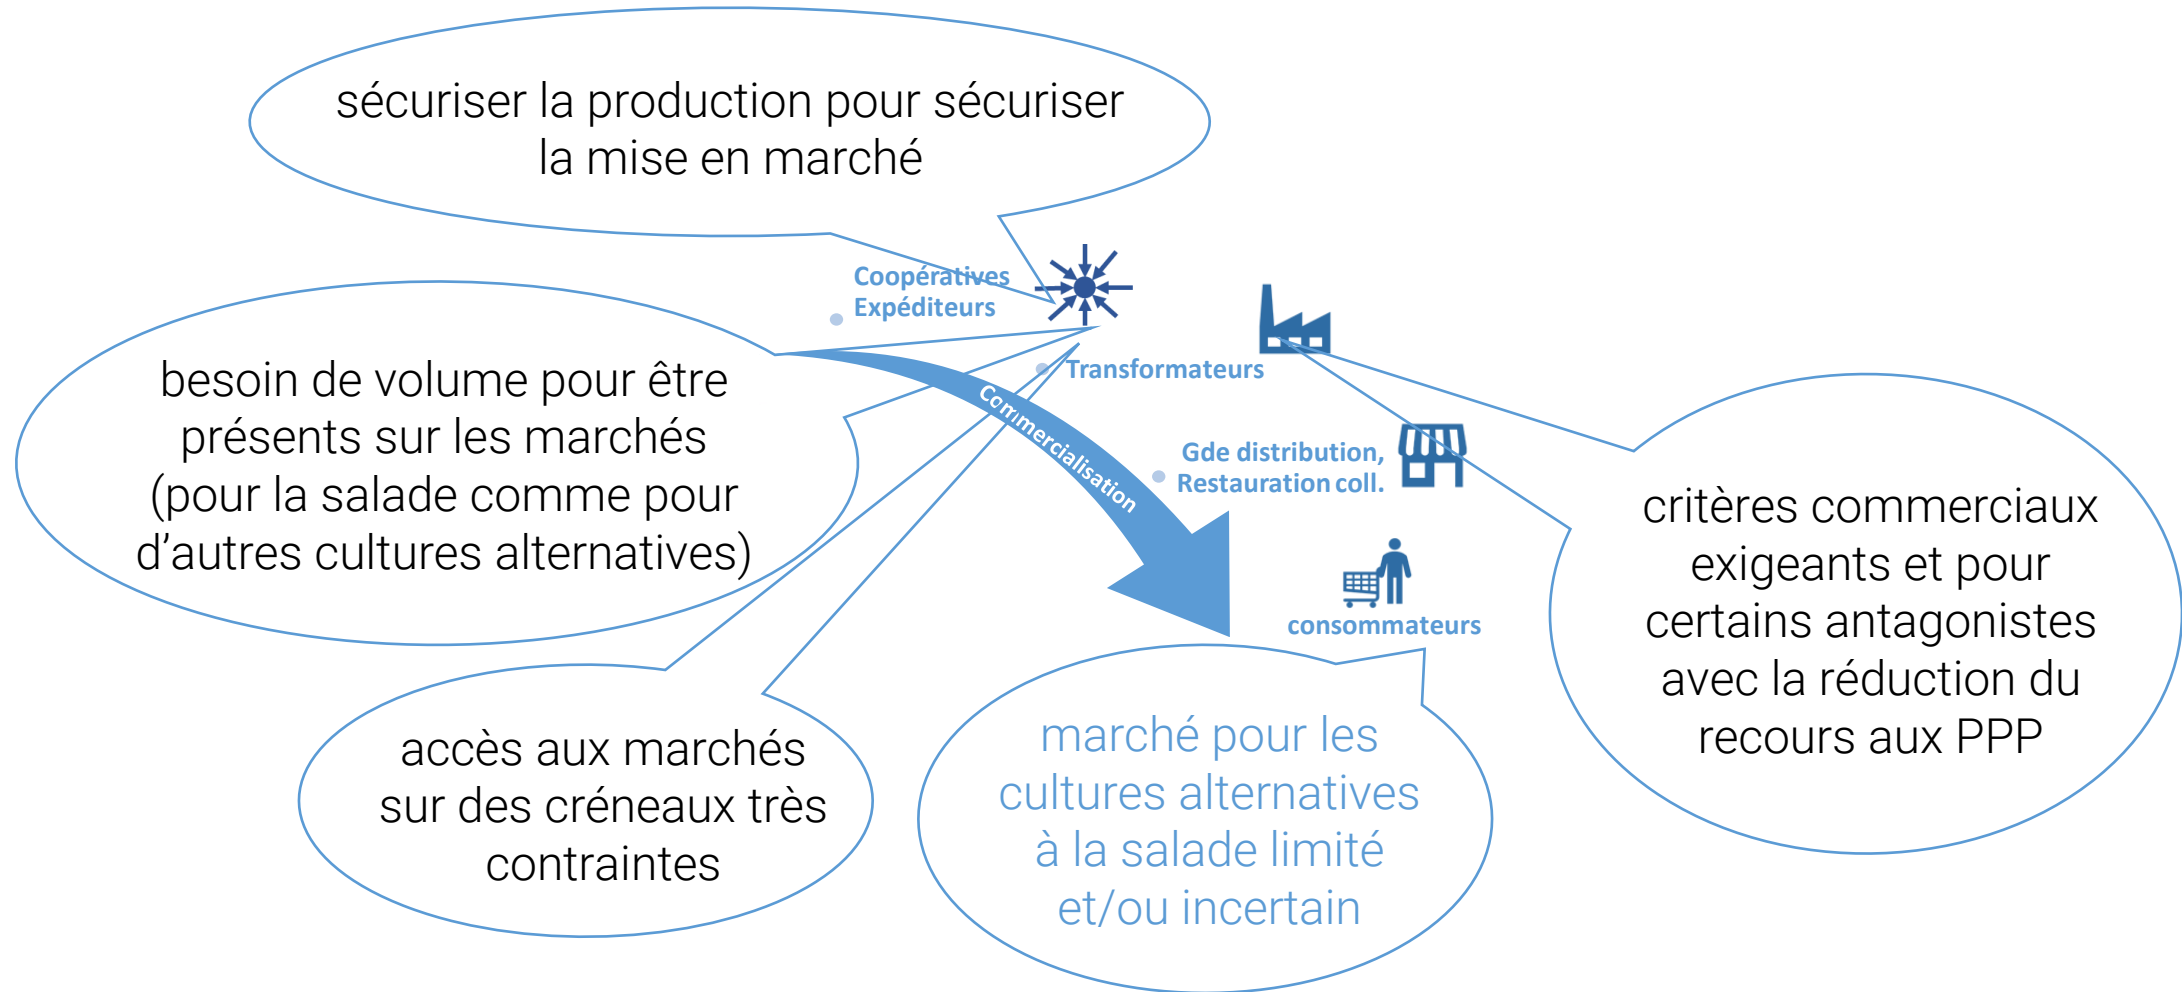 sécuriser la production pour sécuriser
la mise en marché
Coopératives
Expéditeurs
besoin de volume pour être
présents sur les marchés
(pour la salade comme pour
d'autres cultures alternatives)
Transformateurs
Commercialisation
Gde distribution,
Restauration coll.
consommateurs
critères commerciaux
exigeants et pour
certains antagonistes
avec la réduction du
recours aux PPP
accès aux marchés
sur des créneaux très
contraintes
marché pour les
cultures alternatives
à la salade limité
et/ou incertain